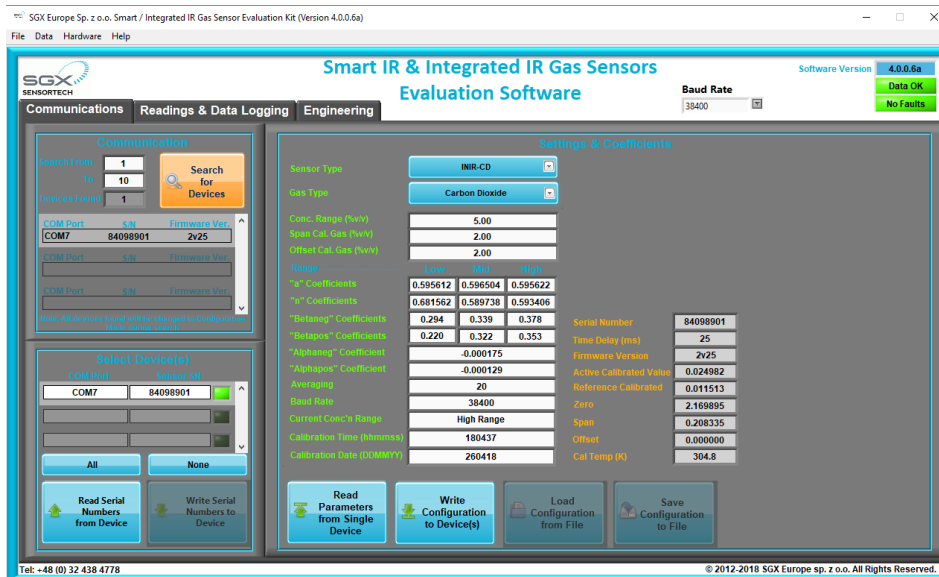 SGX Europe Sp. z o.o. Smart / Integrated IR Gas Sensor Evaluation Kit (Version 4.0.0.6a)
File Data Hardware Help
SGX
SENSORTECH
Smart IR & Integrated IR Gas Sensors
Evaluation Software
Baud Rate
38400
Software Version 4.0.0.6a
Data OK
No Faults
Communications Readings & Data Logging Engineering
Communication
Search From 1
To 10
Devices Found 1
Search
for
Devices
COM Port S/N Firmware Ver.
COM7 84098901 2v25
COM Port S/N Firmware Ver.
COM Port S/N Firmware Ver.
Select Device(s)
COM Port Sensor SN
COM7 84098901
All None
Read Serial
Numbers
from Device
Write Serial
Numbers to
Device
Settings & Coefficients
Sensor Type INIR-CD
Gas Type Carbon Dioxide
Conc. Range (%v/v) 5.00
Span Cal. Gas (%v/v) 2.00
Offset Cal. Gas (%v/v) 2.00
Range Low Mid High
"a" Coefficients 0.595612 0.596504 0.595622
"n" Coefficients 0.681562 0.589738 0.593406
"Betaneg" Coefficients 0.294 0.339 0.378
"Betapos" Coefficients 0.220 0.322 0.353
"Alphaneg" Coefficient -0.000175
"Alphapos" Coefficient -0.000129
Averaging 20
Baud Rate 38400
Current Conc'n Range High Range
Calibration Time (hhmmss) 180437
Calibration Date (DDMMYY) 260418
Serial Number 84098901
Time Delay (ms) 25
Firmware Version 2v25
Active Calibrated Value 0.024982
Reference Calibrated 0.011513
Zero 2.169895
Span 0.208335
Offset 0.000000
Cal Temp (K) 304.8
Read
Parameters
from Single
Device
Write
Configuration
to Device(s)
Load
Configuration
from File
Save
Configuration
to File
Tel: +48 (0) 32 438 4778
© 2012-2018 SGX Europe sp. z o.o. All Rights Reserved.